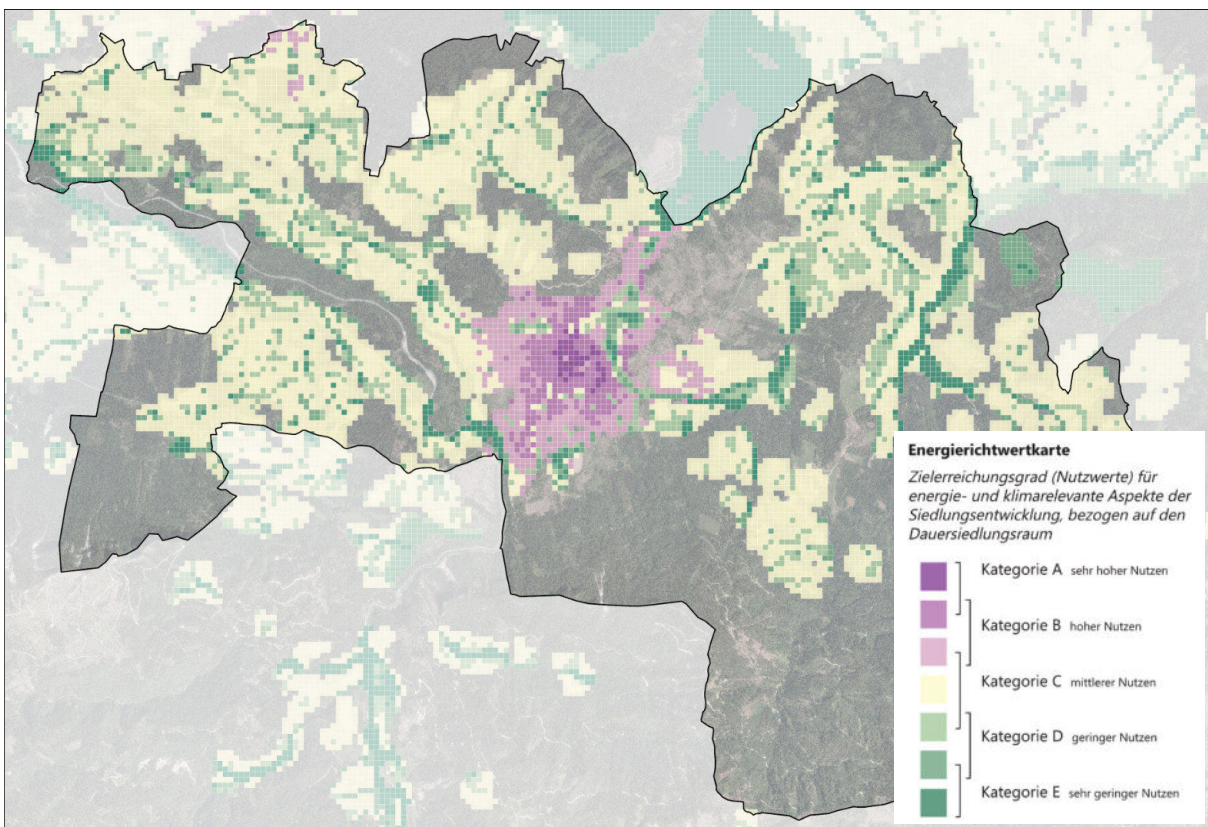 Energierichtwertkarte
Zielerreichungsgrad (Nutzwerte) für
energie- und klimarelevante Aspekte der
Siedlungsentwicklung, bezogen auf den
Dauersiedlungsraum
Kategorie A sehr hoher Nutzen
Kategorie B hoher Nutzen
Kategorie C mittlerer Nutzen
Kategorie D geringer Nutzen
Kategorie E sehr geringer Nutzen